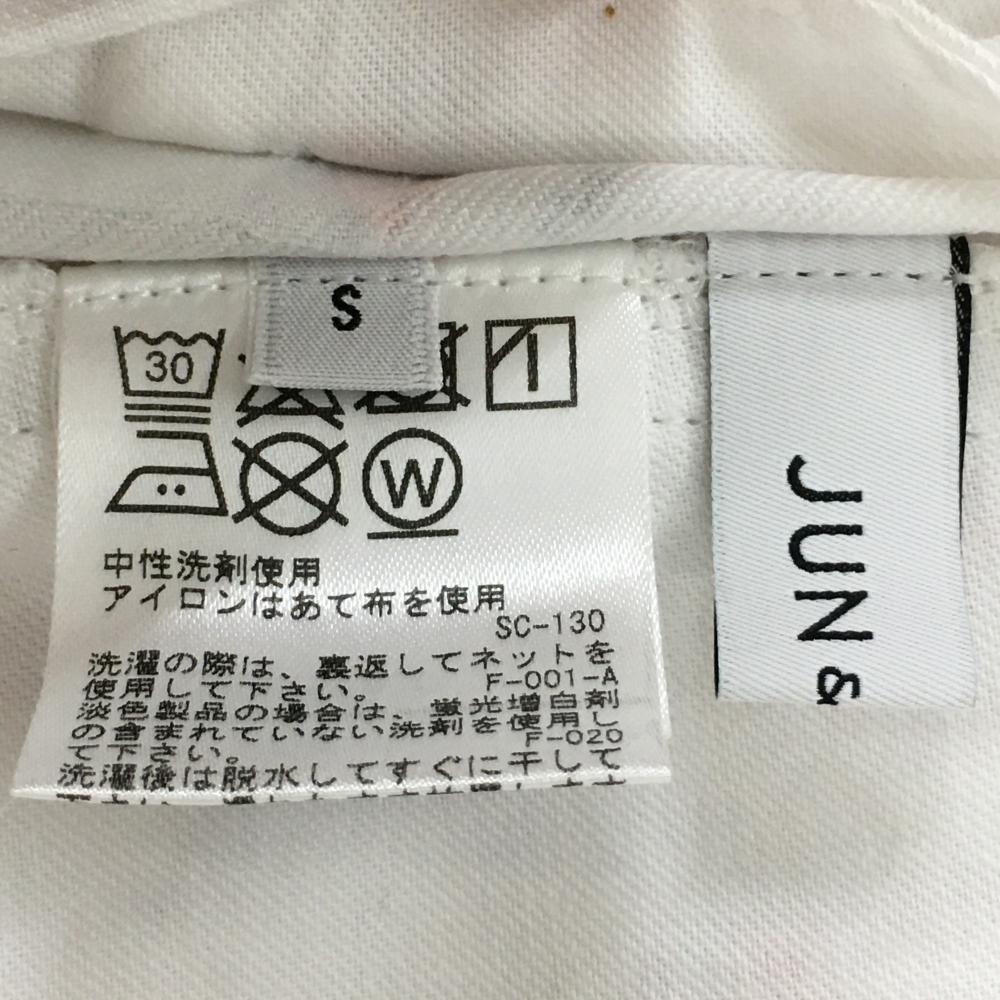 S
30
W
中性洗剤使用
アイロンはあて布を使用
SC-130
洗濯の際は、裏返してネットを
使用して下さい。 F-001-A
淡色製品の場合は、蛍光増白剤
の含まれていない洗剤を使用し
て下さい。 F-020
洗濯後は脱水してすぐに干して
JUN &